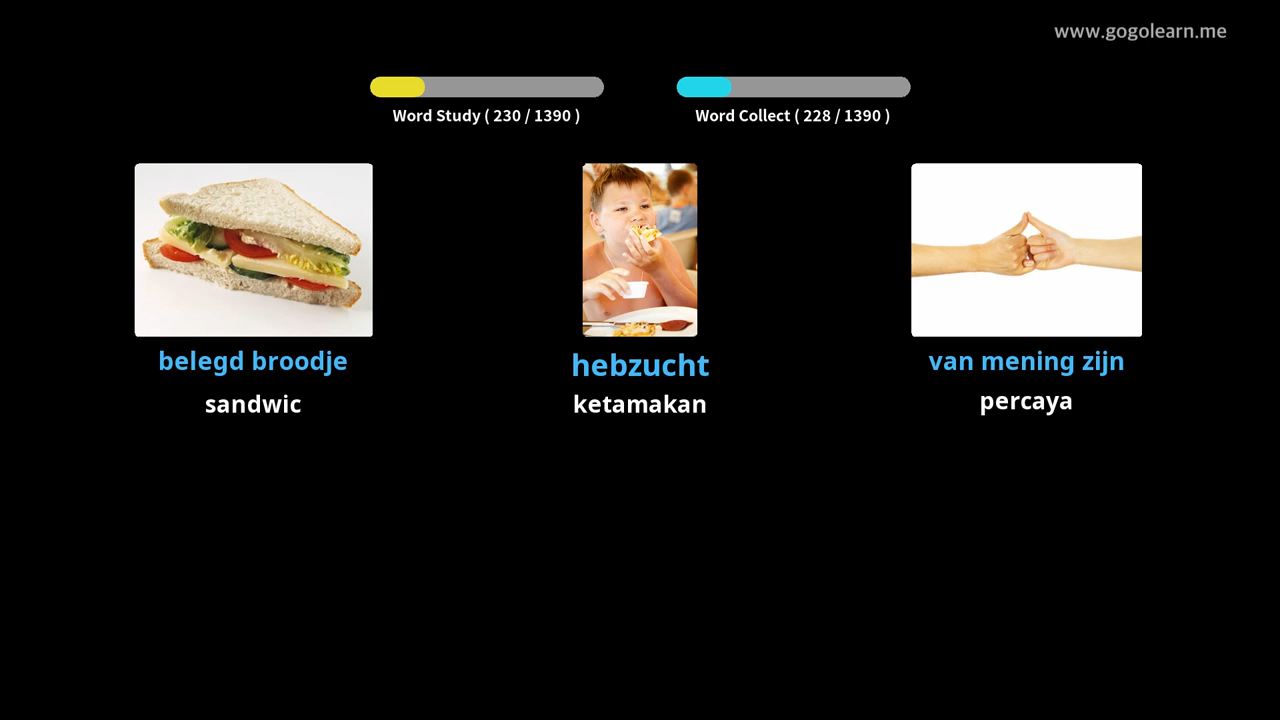 www.gogolearn.me
Word Study ( 230 / 1390 )
Word Collect ( 228 / 1390 )
belegd broodje
sandwic
hebzucht
ketamakan
van mening zijn
percaya